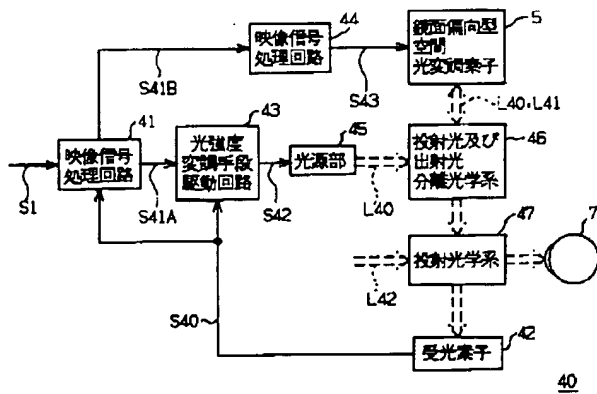 44
映像信号
処理回路
5
鏡面偏向型
空間
光変調素子
S41B
S43
L40,L41
41
映像信号
処理回路
43
光強度
変調手段
駆動回路
45
光源部
46
投射光及び
出射光
分離光学系
S1
S41A
S42
L40
47
投射光学系
7
L42
S40
42
受光素子
40